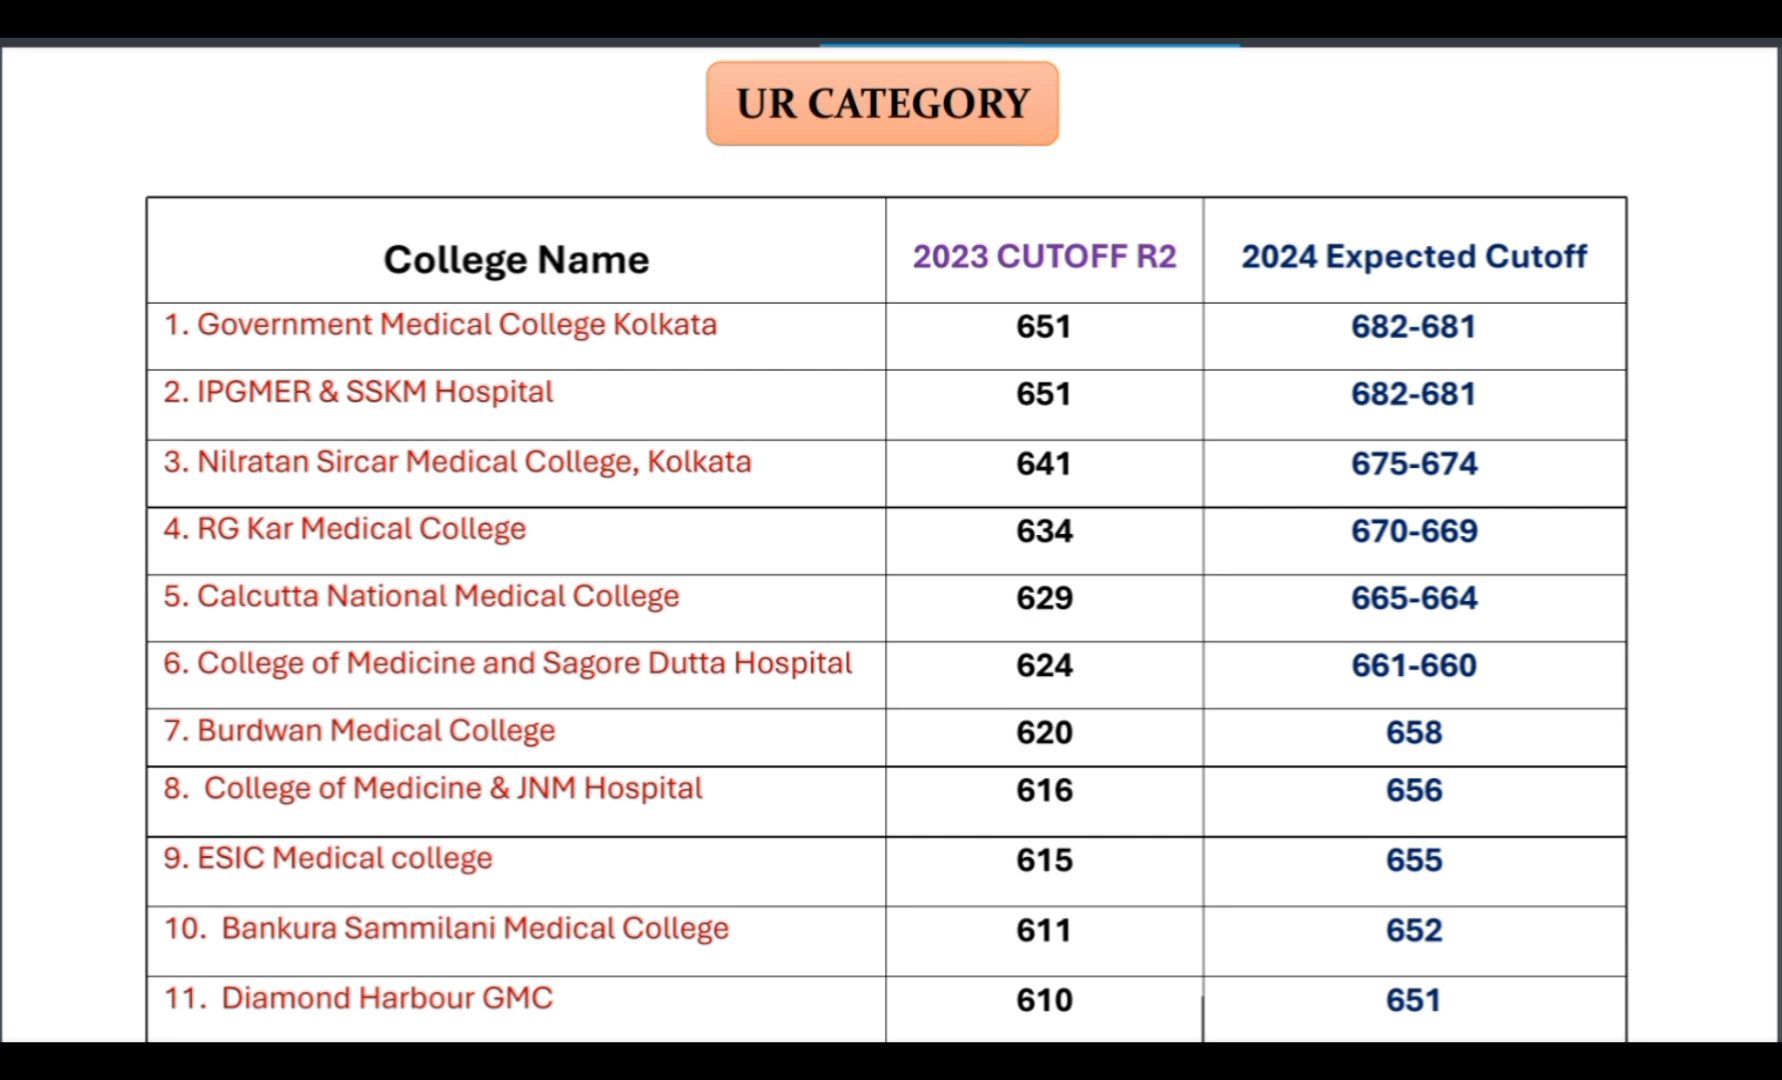 UR CATEGORY
College Name 2023 CUTOFF R2 2024 Expected Cutoff
1. Government Medical College Kolkata 651 682-681
2. IPGMER & SSKM Hospital 651 682-681
3. Nilratan Sircar Medical College, Kolkata 641 675-674
4. RG Kar Medical College 634 670-669
5. Calcutta National Medical College 629 665-664
6. College of Medicine and Sagore Dutta Hospital 624 661-660
7. Burdwan Medical College 620 658
8. College of Medicine & JNM Hospital 616 656
9. ESIC Medical college 615 655
10. Bankura Sammilani Medical College 611 652
11. Diamond Harbour GMC 610 651